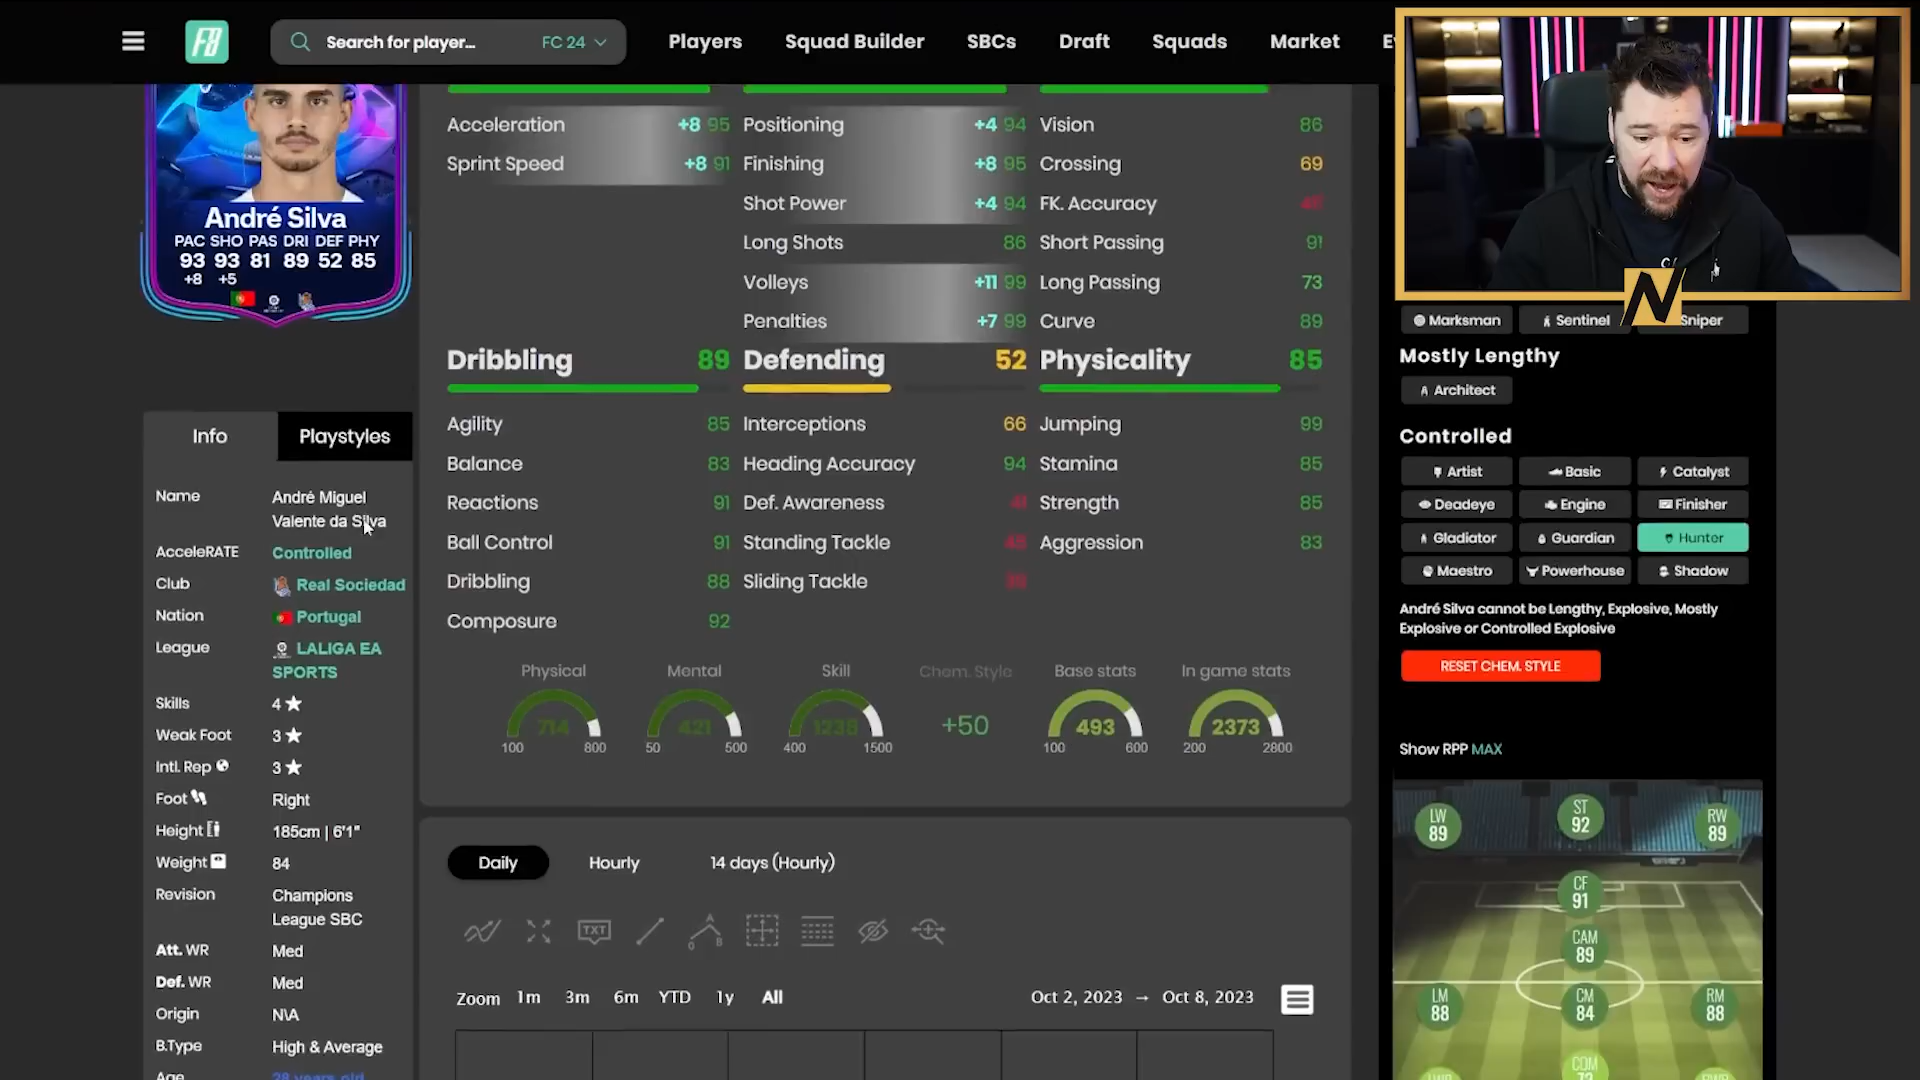 FB
Search for player...
FC 24
Players
Squad Builder
SBCs
Draft
Squads
Market
André Silva
PAC SHO PAS DRI DEF PHY
93 93 81 89 52 85
+8 +5
Acceleration +8 95
Sprint Speed +8 91
Positioning +4 94
Finishing +8 95
Shot Power +4 94
Long Shots 86
Volleys +11 99
Penalties +7 99
Vision 86
Crossing 69
FK. Accuracy
Short Passing 91
Long Passing 73
Curve 89
Dribbling 89
Agility 85
Balance 83
Reactions 91
Ball Control 91
Dribbling 88
Composure 92
Defending 52
Interceptions 66
Heading Accuracy 94
Def. Awareness 41
Standing Tackle
Sliding Tackle
Physicality 85
Jumping 99
Stamina 85
Strength 85
Aggression 83
Info
Playstyles
Name André Miguel
Valente da Silva
AcceleRATE Controlled
Club Real Sociedad
Nation Portugal
League LALIGA EA
SPORTS
Skills 4
Weak Foot 3
Intl. Rep 3
Foot Right
Height 185cm | 6'1"
Weight 84
Revision Champions
League SBC
Att. WR Med
Def. WR Med
Origin N\A
B.Type High & Average
Age 28 years old
Physical
714
100 800
Mental
421
50 500
Skill
400 1500
Chem. Style
+50
Base stats
493
100 600
In game stats
2373
200 2800
Daily
Hourly
14 days (Hourly)
TXT
Zoom 1m 3m 6m YTD 1y All
Oct 2, 2023 → Oct 8, 2023
N
Marksman
Sentinel
Sniper
Mostly Lengthy
Architect
Controlled
Artist
Basic
Catalyst
Deadeye
Engine
Finisher
Gladiator
Guardian
Hunter
Maestro
Powerhouse
Shadow
André Silva cannot be Lengthy, Explosive, Mostly
Explosive or Controlled Explosive
RESET CHEM. STYLE
Show RPP MAX
LW
89
ST
92
RW
89
CF
91
CAM
89
LM
88
CM
84
RM
88